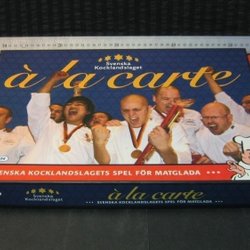 Svenska
Kocklandslaget
à la carte
SVENSKA KOCKLANDSLAGETS SPEL FÖR MATGLADA
Svenska
Kocklandslaget
à la carte
SVENSKA KOCKLANDSLAGETS SPEL FÖR MATGLADA